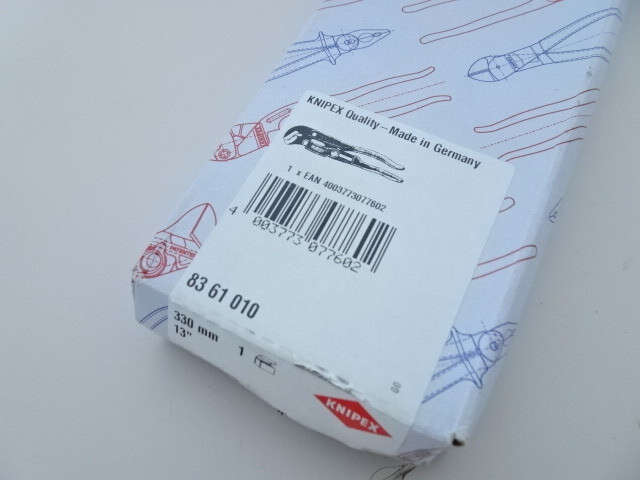 KNIPEX Quality – Made in Germany
1 x EAN 4003773077602
4 003773 077602
83 61 010
330 mm
13"
1
KNIPEX